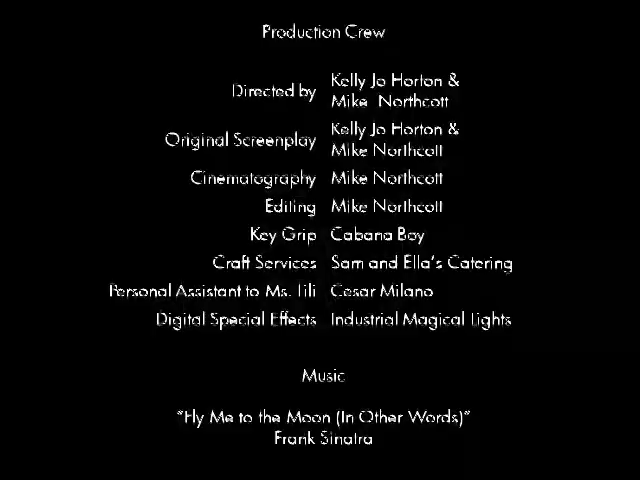 Production Crew
Directed by Kelly Jo Horton &
Mike Northcott
Original Screenplay Kelly Jo Horton &
Mike Northcott
Cinematography Mike Northcott
Editing Mike Northcott
Key Grip Cabana Boy
Craft Services Sam and Ella's Catering
Personal Assistant to Ms. Tili Cesar Milano
Digital Special Effects Industrial Magical Lights
Music
"Fly Me to the Moon (In Other Words)"
Frank Sinatra